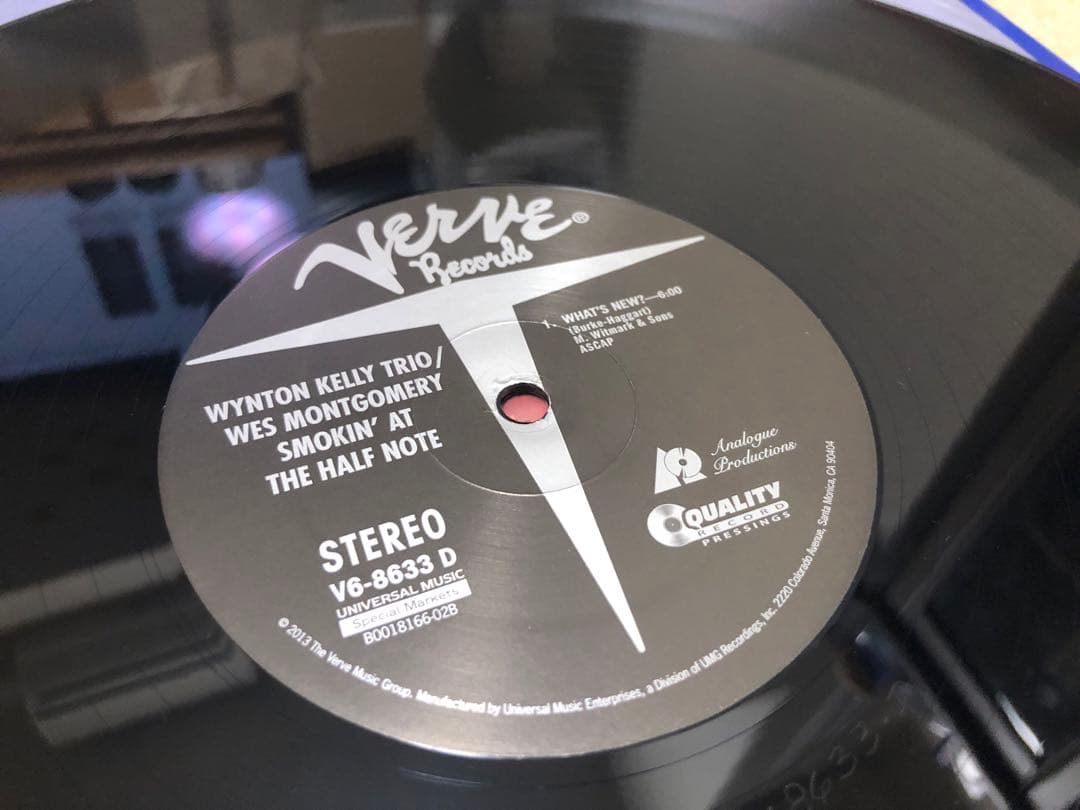 Verve®
Records
1. WHAT'S NEW?—6:00
(Burke-Haggart)
M. Witmark & Sons
ASCAP
WYNTON KELLY TRIO/
WES MONTGOMERY
SMOKIN' AT
THE HALF NOTE
STEREO
V6-8633 D
UNIVERSAL MUSIC
Special Markets
B0018166-02B
Analogue
Productions
QUALITY
RECORD
PRESSINGS
© 2013 The Verve Music Group. Manufactured by Universal Music Enterprises, a Division of UMG Recordings, Inc. 2220 Colorado Avenue, Santa Monica, CA 90404
8633